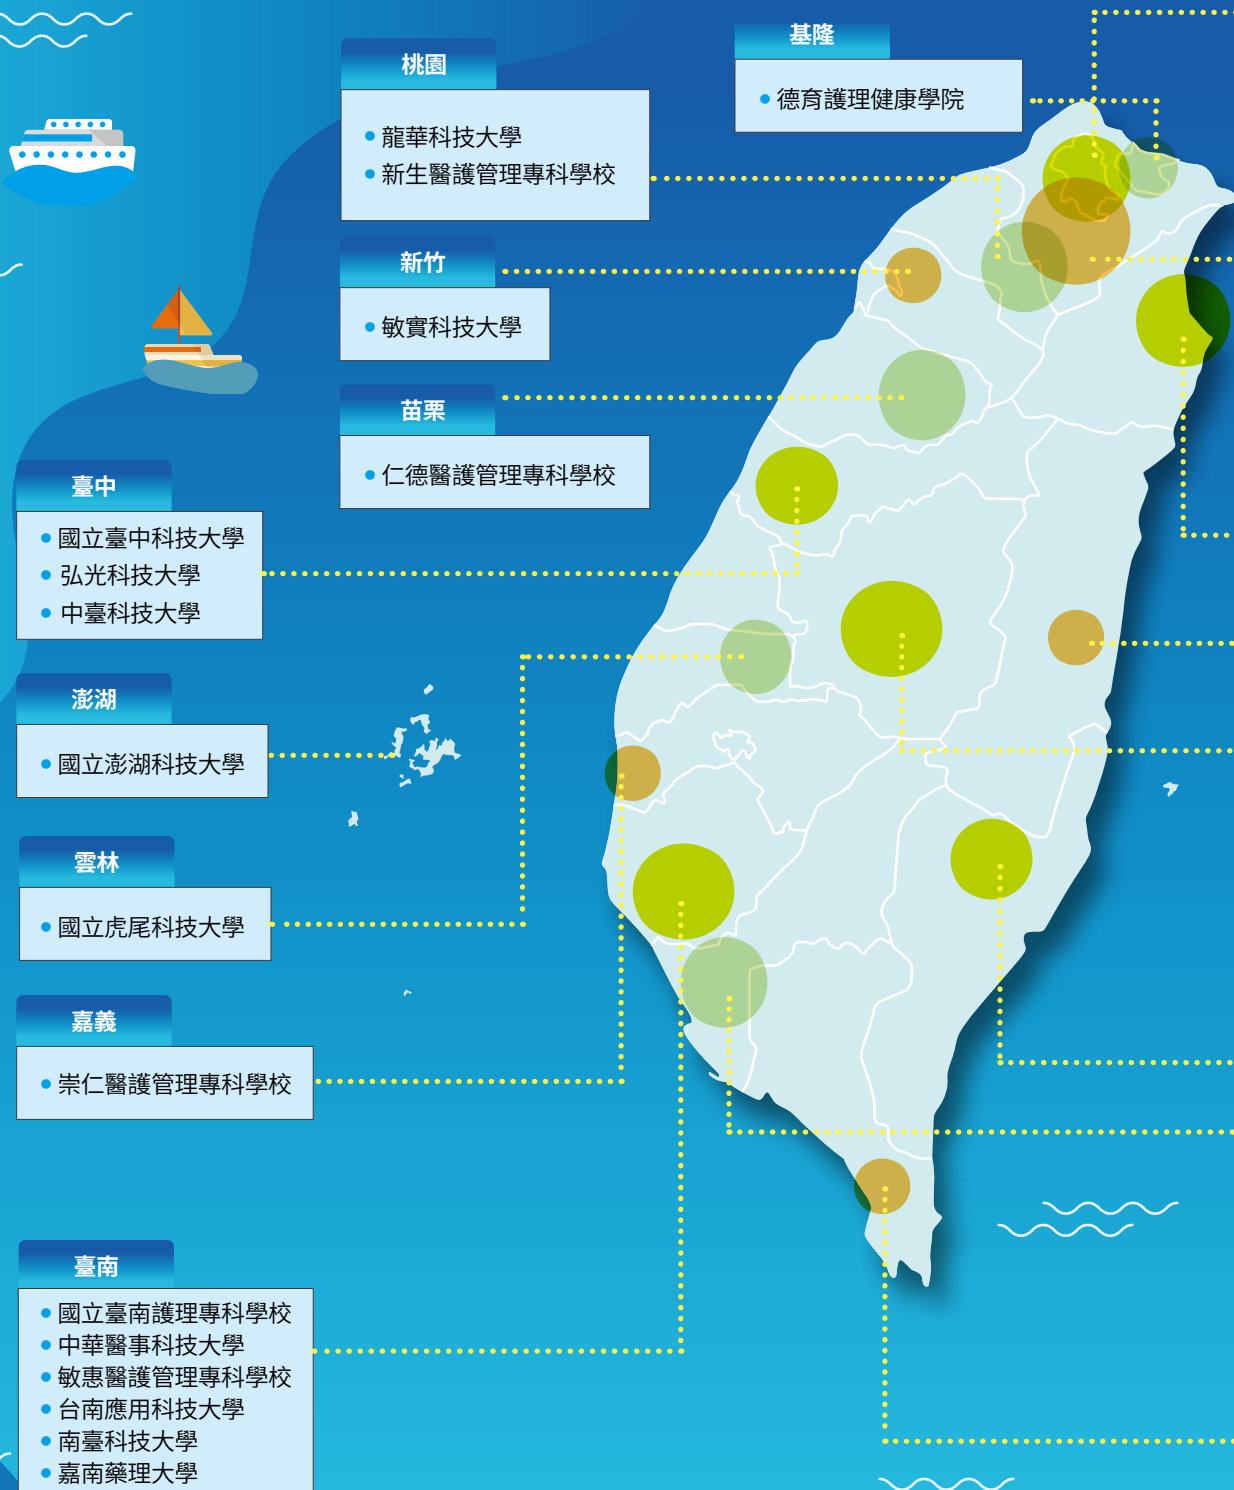 基隆
德育護理健康學院
桃園
龍華科技大學
新生醫護管理專科學校
新竹
敏實科技大學
苗栗
仁德醫護管理專科學校
臺中
國立臺中科技大學
弘光科技大學
中臺科技大學
澎湖
國立澎湖科技大學
雲林
國立虎尾科技大學
嘉義
崇仁醫護管理專科學校
臺南
國立臺南護理專科學校
中華醫事科技大學
敏惠醫護管理專科學校
台南應用科技大學
南臺科技大學
嘉南藥理大學